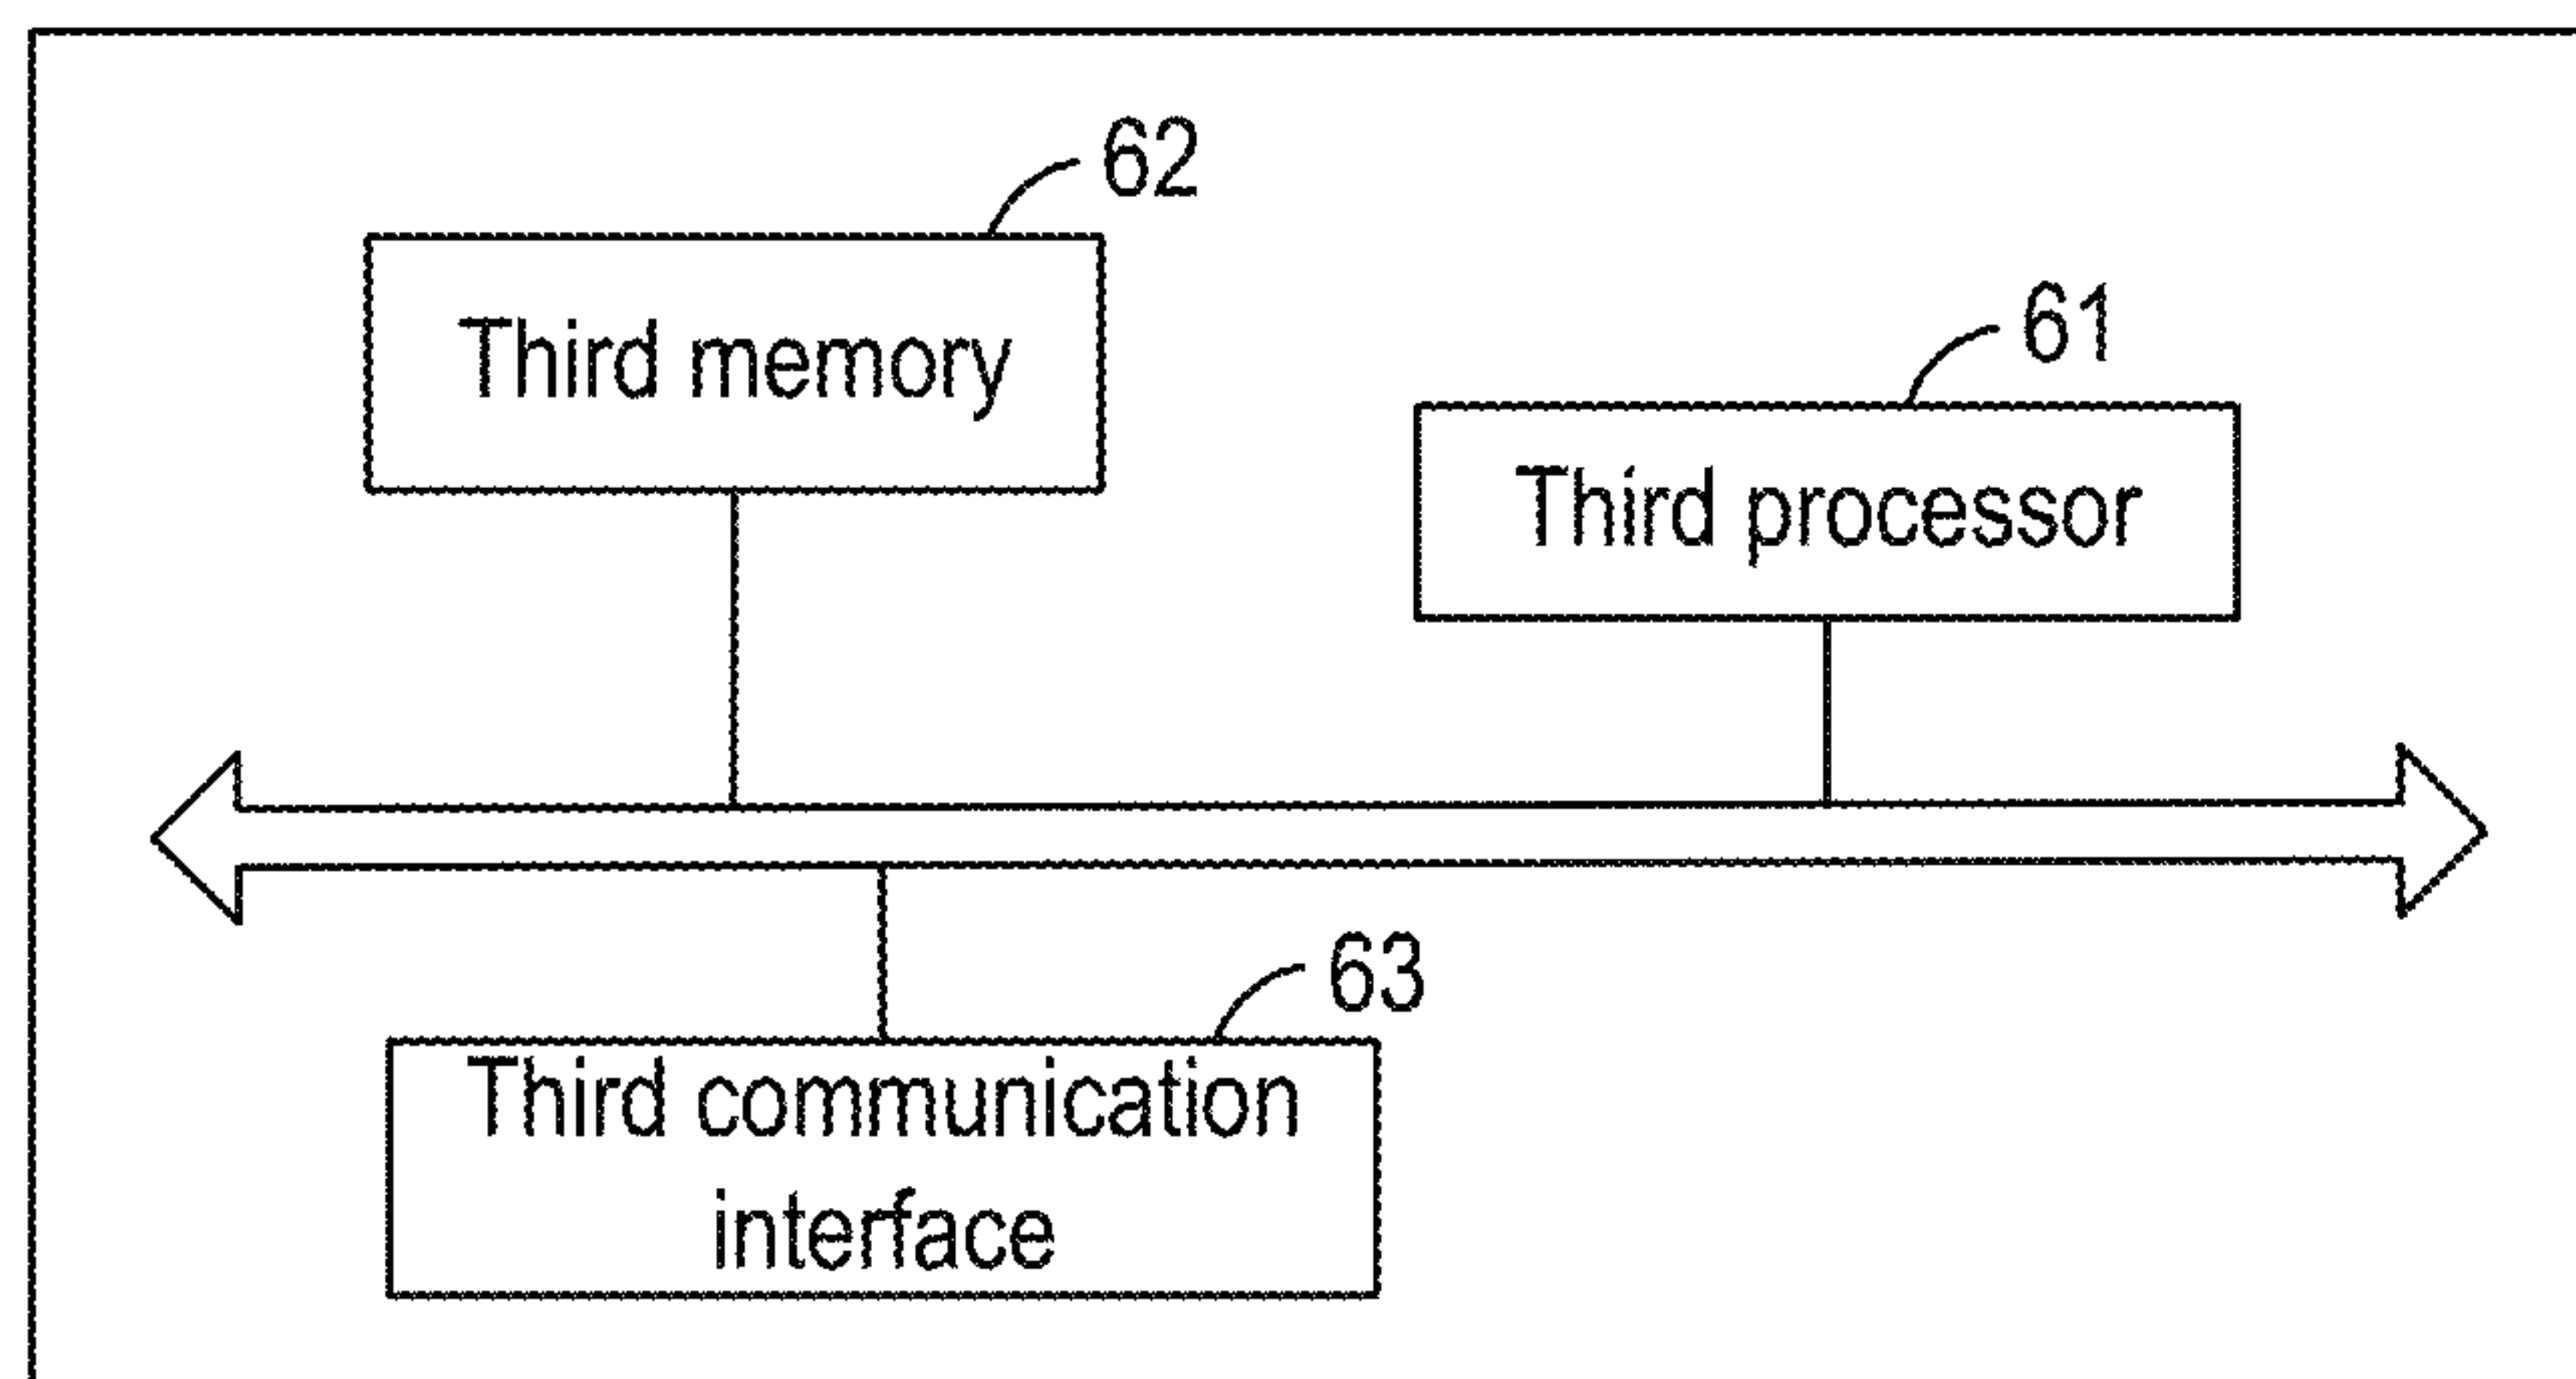 62
Third memory
61
Third processor
63
Third communication
interface